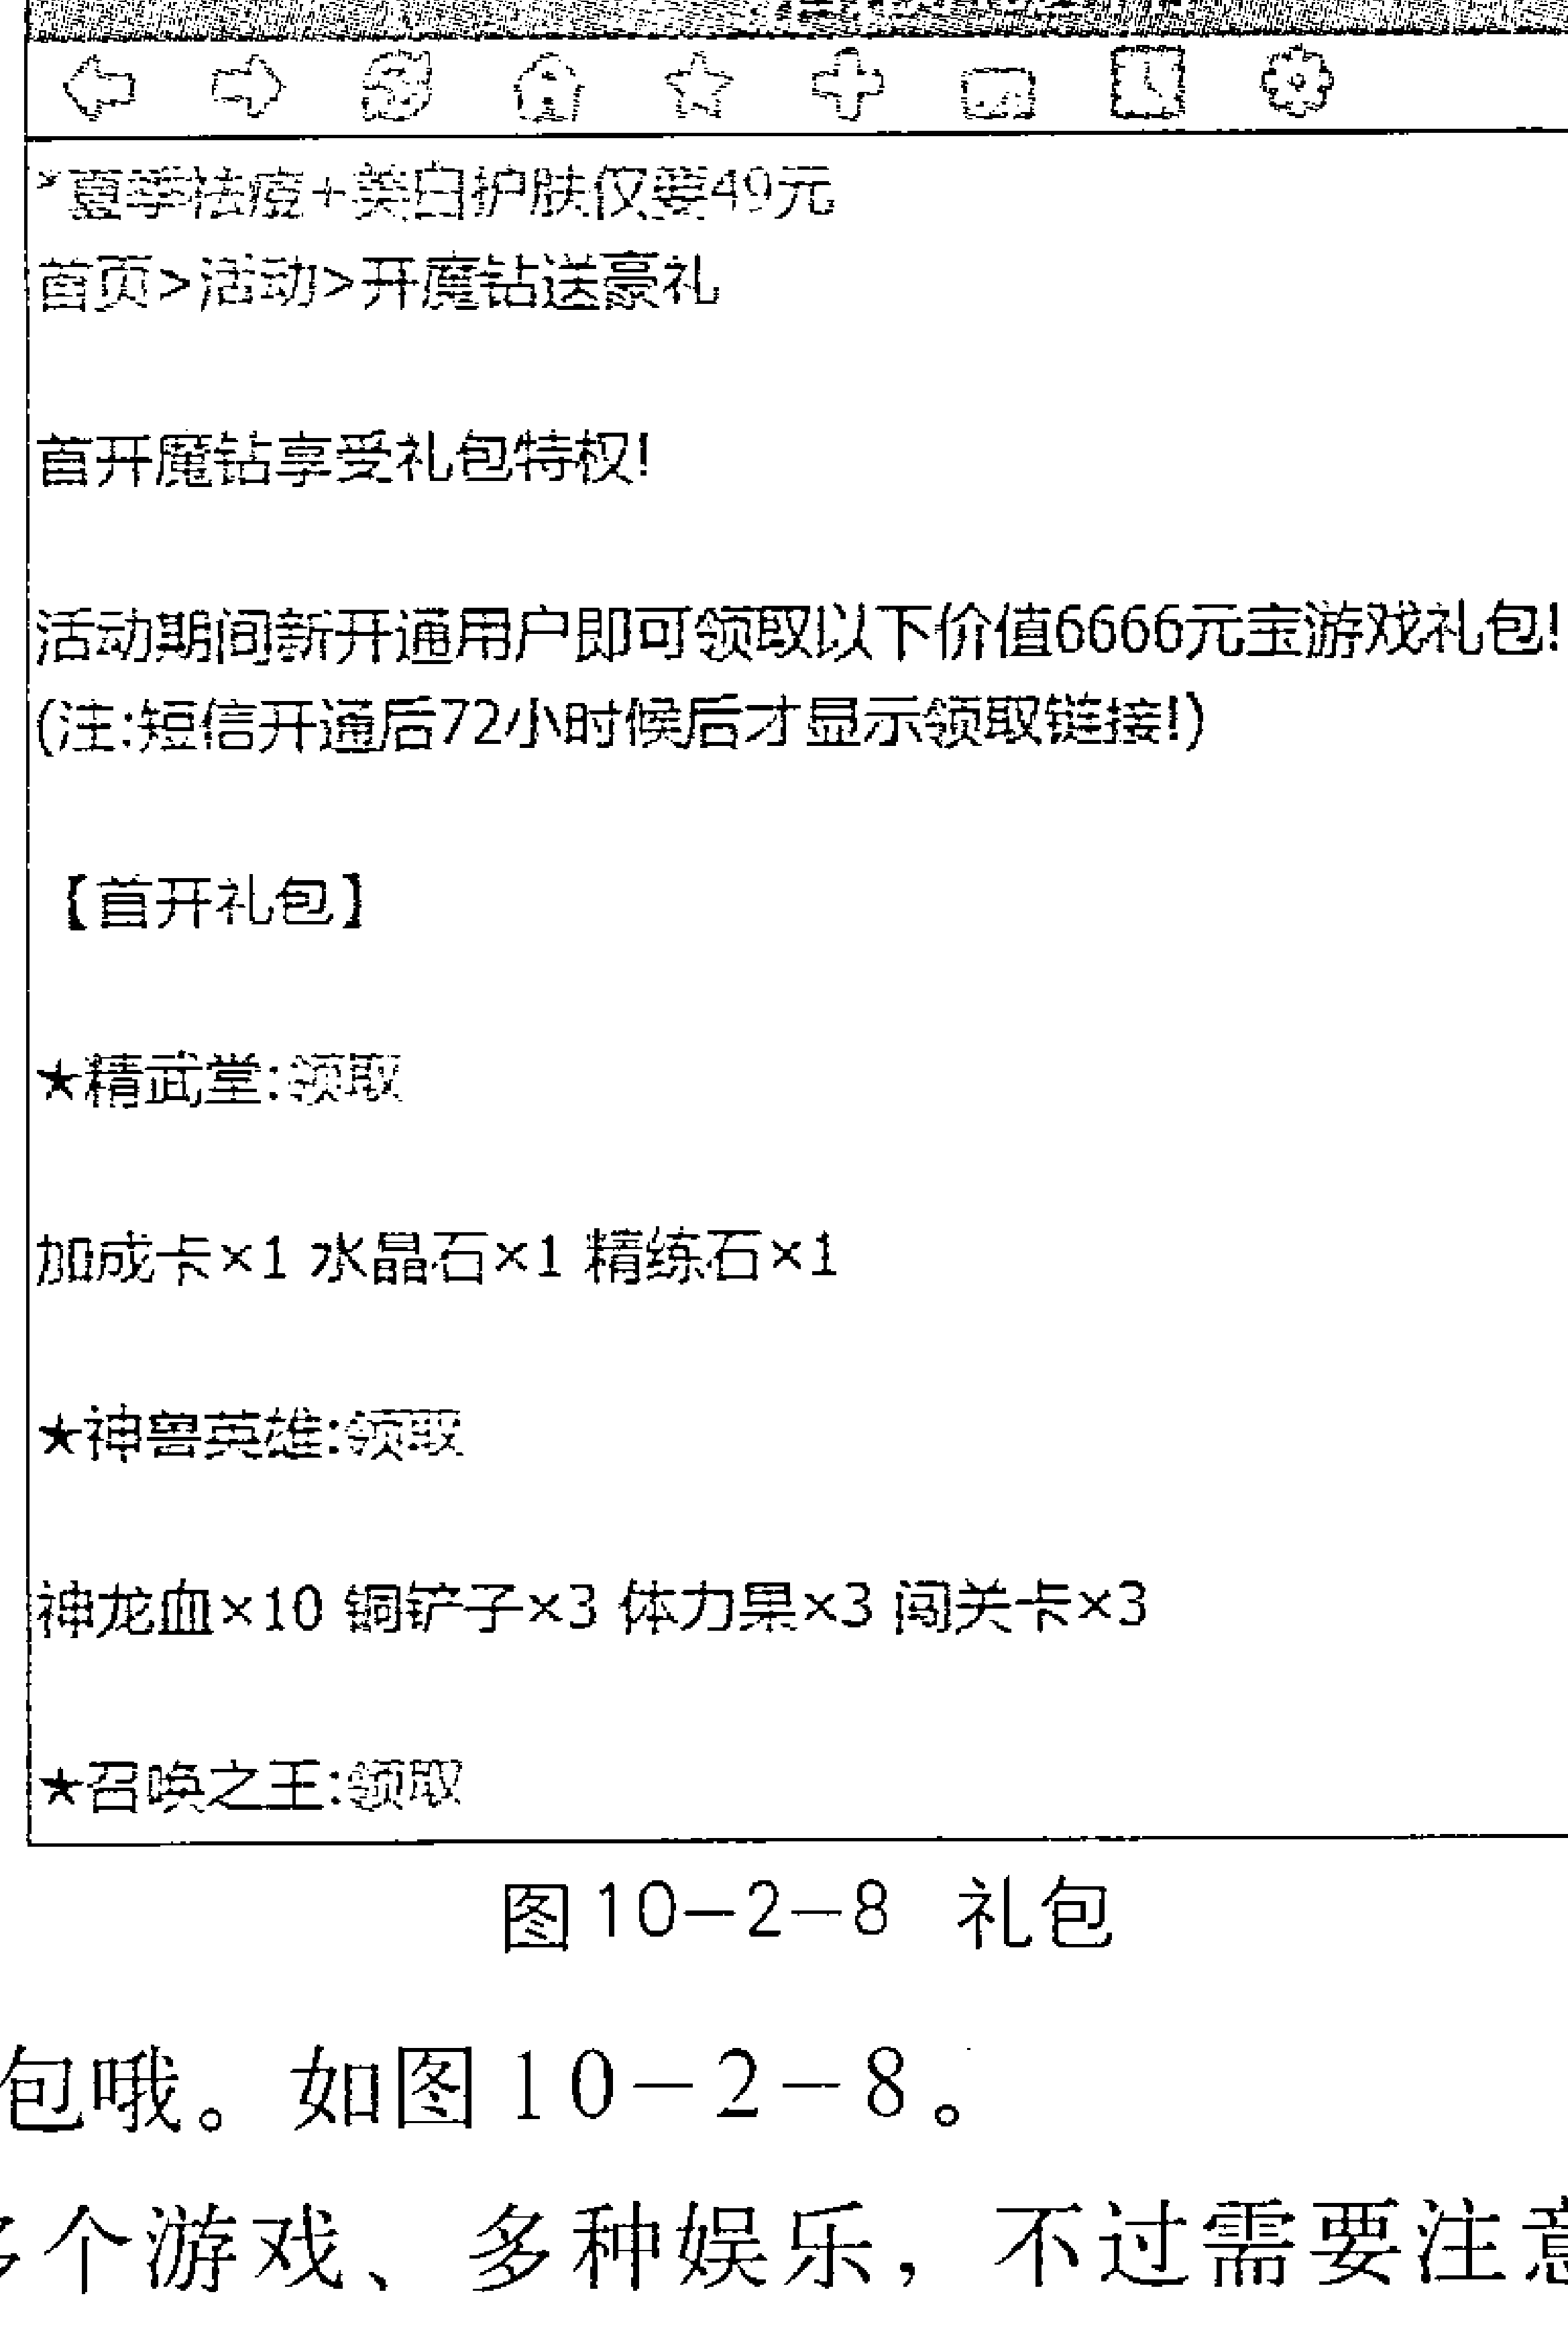 *夏季祛痘+美白护肤仅要49元
首页>活动>开魔钻送豪礼
首开魔钻享受礼包特权!
活动期间新开通用户即可领取以下价值6666元宝游戏礼包!
(注:短信开通后72小时候后才显示领取链接!)
【首开礼包】
★精武堂:领取
加成卡×1 水晶石×1 精练石×1
★神兽英雄:领取
神龙血×10 铜铲子×3 体力果×3 闯关卡×3
★召唤之王:领取
图10-2-8 礼包
包哦。如图10-2-8。
多个游戏、多种娱乐，不过需要注意